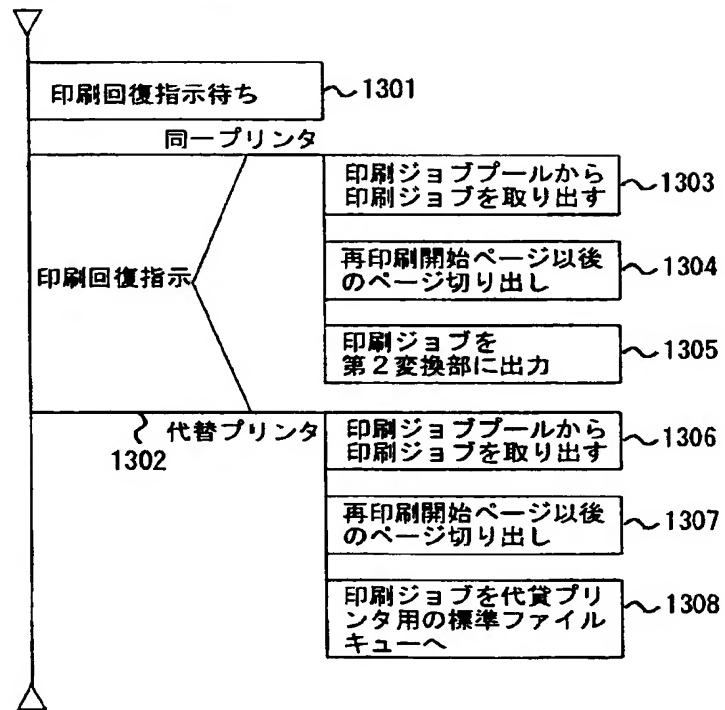 印刷回復指示待ち
1301
同一プリンタ
印刷ジョブプールから
印刷ジョブを取り出す
1303
印刷回復指示
再印刷開始ページ以後
のページ切り出し
1304
印刷ジョブを
第2変換部に出力
1305
代替プリンタ
1302
印刷ジョブプールから
印刷ジョブを取り出す
1306
再印刷開始ページ以後
のページ切り出し
1307
印刷ジョブを代貸プリ
ンタ用の標準ファイル
キューへ
1308